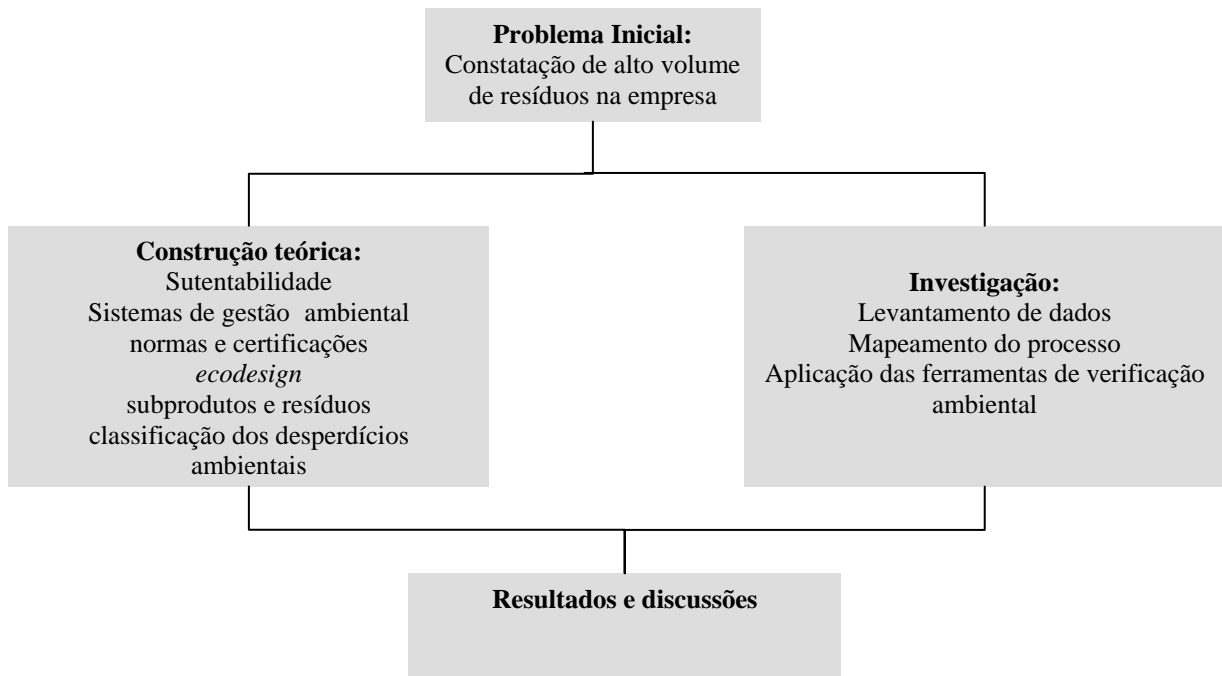 Problema Inicial:
Constatação de alto volume
de resíduos na empresa
Construção teórica:
Sutentabilidade
Sistemas de gestão ambiental
normas e certificações
ecodesign
subprodutos e resíduos
classificação dos desperdícios
ambientais
Investigação:
Levantamento de dados
Mapeamento do processo
Aplicação das ferramentas de verificação
ambiental
Resultados e discussões